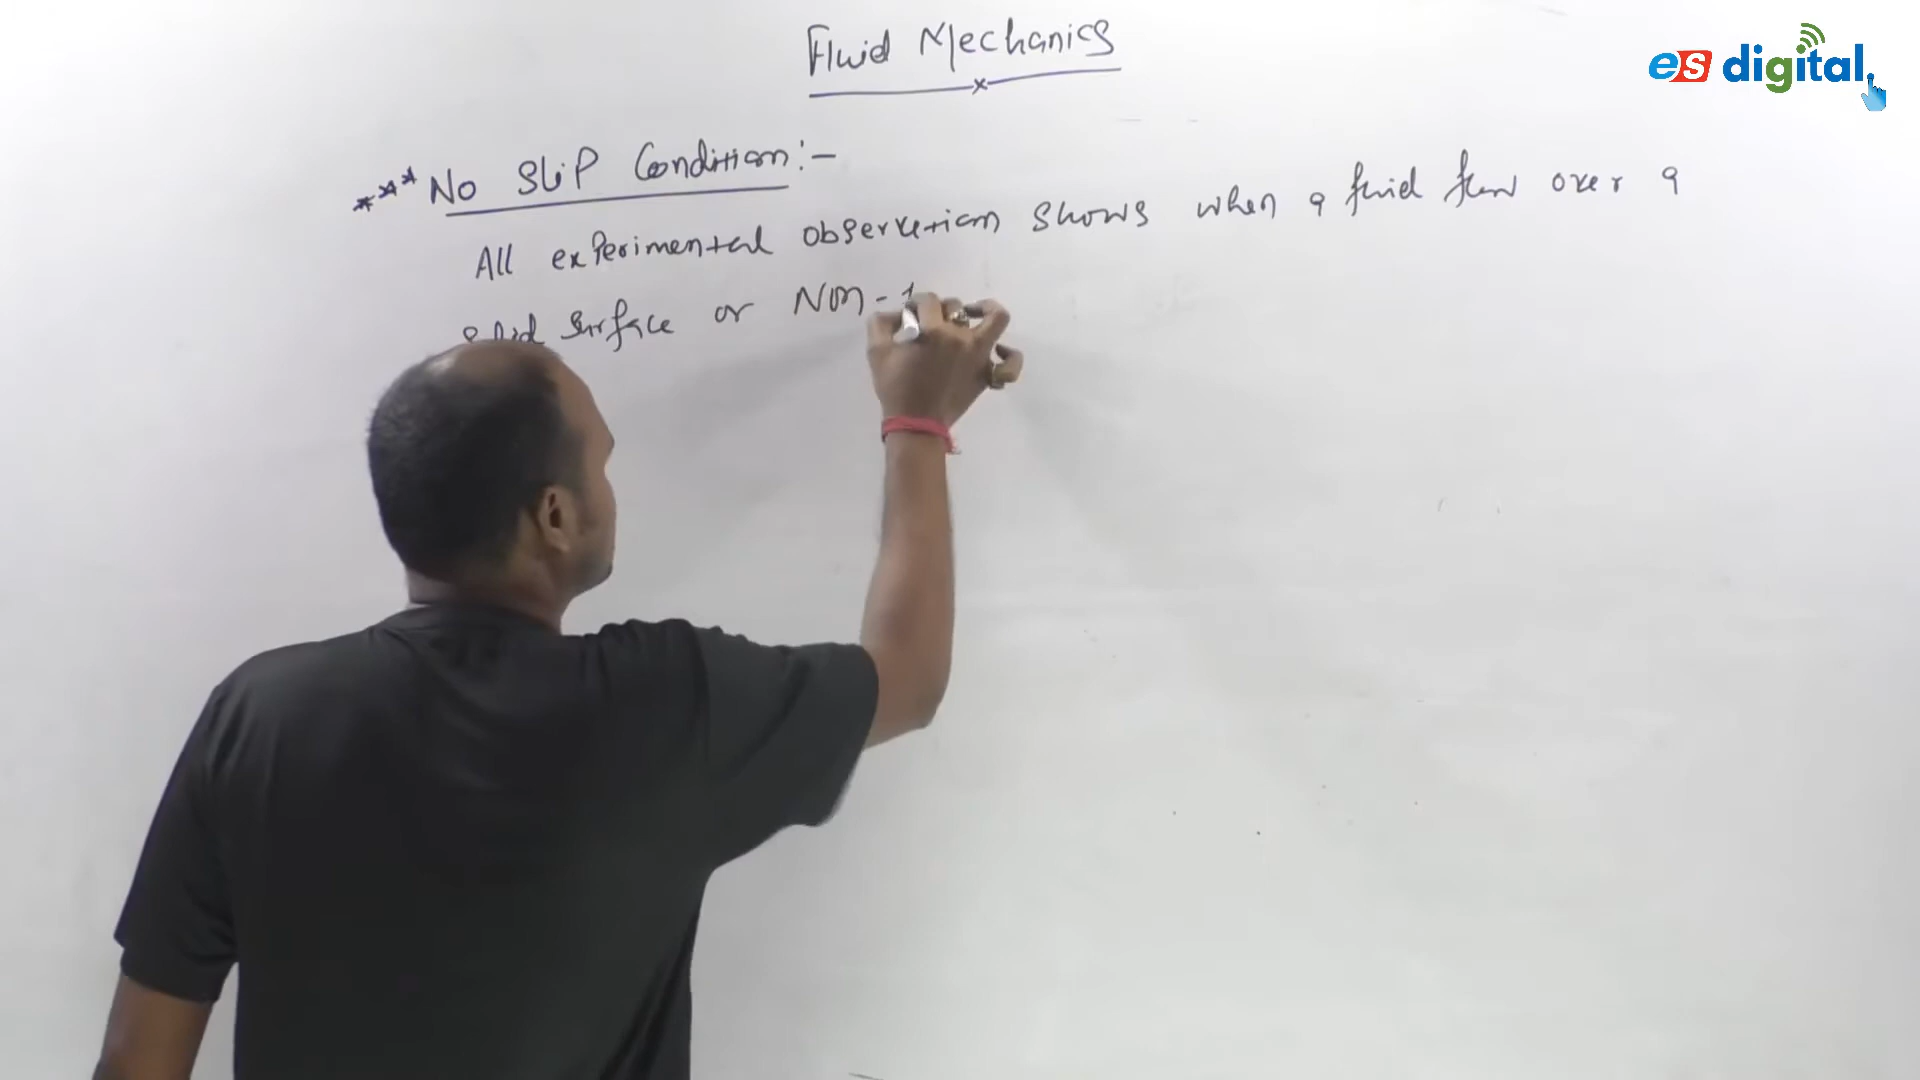 Fluid Mechanics
es digital
*** No Slip Condition:-
All experimental observation shows when a fluid flow over a
solid surface or Non-